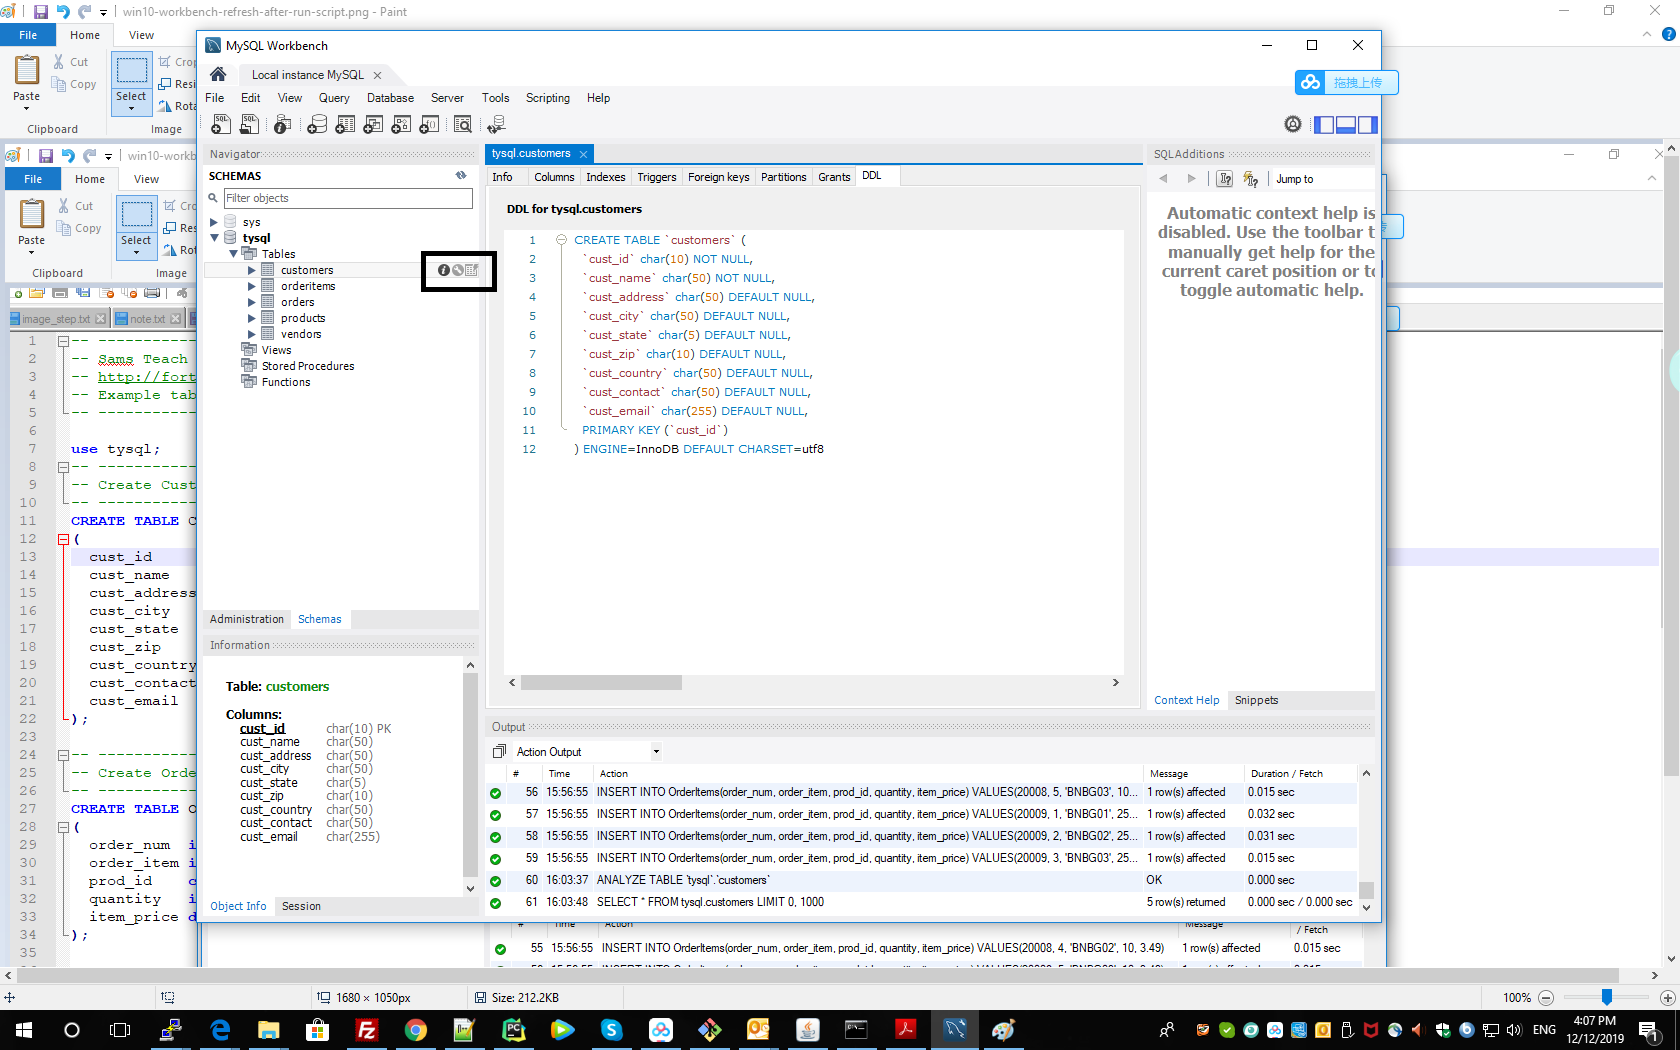 win10-workbench-refresh-after-run-script.png - Paint
File
Home
View
Paste
Cut
Copy
Clipboard
Select
Image
win10-workb
File
Home
View
Paste
Cut
Copy
Clipboard
Select
Image
image_step.txt
note.txt
1 -- --
2 -- Sams Teach
3 -- http://fort
4 -- Example tab
5 -- --
6
7 use tysql;
8 -- --
9 -- Create Cust
10 -- --
11 CREATE TABLE C
12 (
13 cust_id
14 cust_name
15 cust_address
16 cust_city
17 cust_state
18 cust_zip
19 cust_country
20 cust_contact
21 cust_email
22 );
23
24 -- --
25 -- Create Orde
26 -- --
27 CREATE TABLE O
28 (
29 order_num i
30 order_item i
31 prod_id c
32 quantity i
33 item_price d
34 );
35
MySQL Workbench
Local instance MySQL
拖拽上传
File Edit View Query Database Server Tools Scripting Help
Navigator
SCHEMAS
Filter objects
sys
tysql
Tables
customers
orderitems
orders
products
vendors
Views
Stored Procedures
Functions
Administration Schemas
Information
Table: customers
Columns:
cust_id char(10) PK
cust_name char(50)
cust_address char(50)
cust_city char(50)
cust_state char(5)
cust_zip char(10)
cust_country char(50)
cust_contact char(50)
cust_email char(255)
Object Info Session
tysql.customers
Info Columns Indexes Triggers Foreign keys Partitions Grants DDL
DDL for tysql.customers
1 CREATE TABLE `customers` (
2 `cust_id` char(10) NOT NULL,
3 `cust_name` char(50) NOT NULL,
4 `cust_address` char(50) DEFAULT NULL,
5 `cust_city` char(50) DEFAULT NULL,
6 `cust_state` char(5) DEFAULT NULL,
7 `cust_zip` char(10) DEFAULT NULL,
8 `cust_country` char(50) DEFAULT NULL,
9 `cust_contact` char(50) DEFAULT NULL,
10 `cust_email` char(255) DEFAULT NULL,
11 PRIMARY KEY (`cust_id`)
12 ) ENGINE=InnoDB DEFAULT CHARSET=utf8
SQLAdditions
Jump to
Automatic context help is
disabled. Use the toolbar t
manually get help for the
current caret position or to
toggle automatic help.
Context Help Snippets
Output
Action Output
# Time Action Message Duration / Fetch
56 15:56:55 INSERT INTO OrderItems(order_num, order_item, prod_id, quantity, item_price) VALUES(20008, 5, 'BNBG03', 10... 1 row(s) affected 0.015 sec
57 15:56:55 INSERT INTO OrderItems(order_num, order_item, prod_id, quantity, item_price) VALUES(20009, 1, 'BNBG01', 25... 1 row(s) affected 0.032 sec
58 15:56:55 INSERT INTO OrderItems(order_num, order_item, prod_id, quantity, item_price) VALUES(20009, 2, 'BNBG02', 25... 1 row(s) affected 0.031 sec
59 15:56:55 INSERT INTO OrderItems(order_num, order_item, prod_id, quantity, item_price) VALUES(20009, 3, 'BNBG03', 25... 1 row(s) affected 0.015 sec
60 16:03:37 ANALYZE TABLE `tysql`.`customers` OK 0.000 sec
61 16:03:48 SELECT * FROM tysql.customers LIMIT 0, 1000 5 row(s) returned 0.000 sec / 0.000 sec
# Time Action Message / Fetch
55 15:56:55 INSERT INTO OrderItems(order_num, order_item, prod_id, quantity, item_price) VALUES(20008, 4, 'BNBG02', 10, 3.49) 1 row(s) affected 0.015 sec
1680 × 1050px
Size: 212.2KB
100%
ENG
4:07 PM
12/12/2019